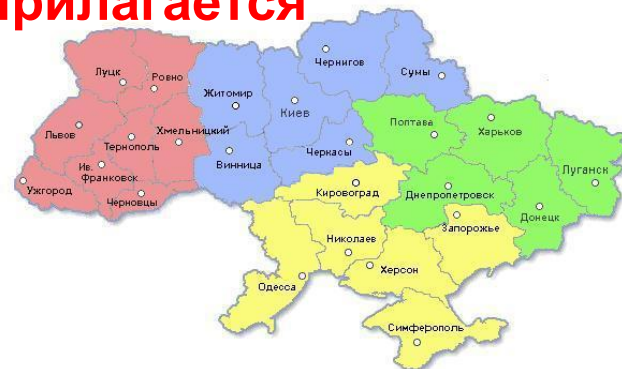 прилагается
Чернигов
Луцк
Ровно
Сумы
Житомир
Киев
Полтава
Харьков
Львов
Хмельницкий
Тернополь
Черкасы
Винница
Луганск
Ив.
Франковск
Ужгород
Черновцы
Кировоград
Днепропетровск
Донецк
Запорожье
Николаев
Херсон
Одесса
Симферополь